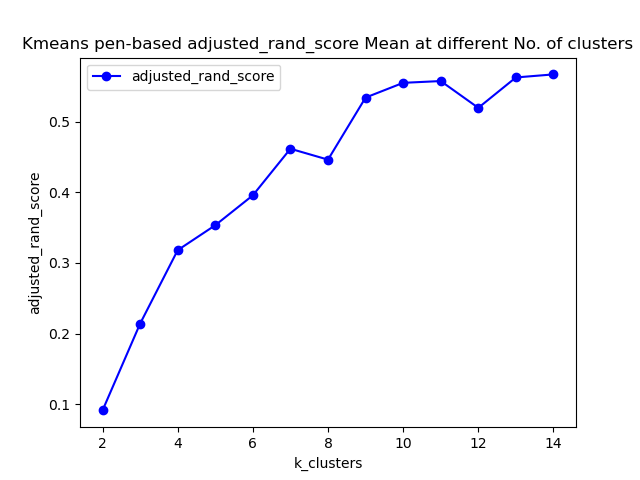 Kmeans pen-based adjusted_rand_score Mean at different No. of clusters
adjusted_rand_score
adjusted_rand_score
0.5
0.4
0.3
0.2
0.1
2 4 6 8 10 12 14
k_clusters